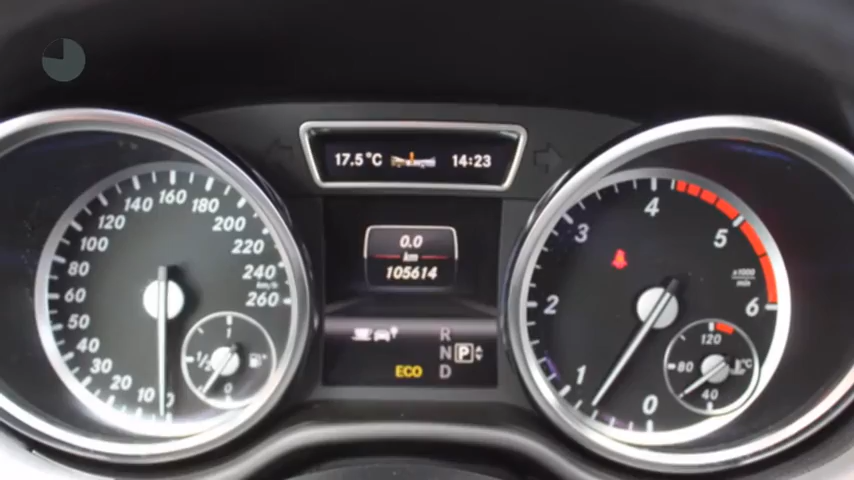 17.5°C 14:23
0.0
km
105614
R
N P
ECO D
0 10 20 30 40 50 60 80 100 120 140 160 180 200 220 240 260
km/h
1
1/2
0
0 1 2 3 4 5 6
x1000
min
120
80 °C
40